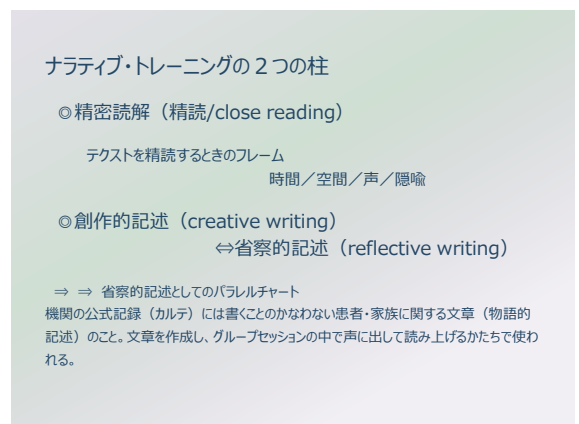 ナラティブ・トレーニングの２つの柱
◎精密読解（精読/close reading）
テクストを精読するときのフレーム
時間／空間／声／隠喩
◎創作的記述（creative writing）
⇔省察的記述（reflective writing）
⇒ ⇒ 省察的記述としてのパラレルチャート
機関の公式記録（カルテ）には書くことのかなわない患者・家族に関する文章（物語的
記述）のこと。文章を作成し、グループセッションの中で声に出して読み上げるかたちで使わ
れる。